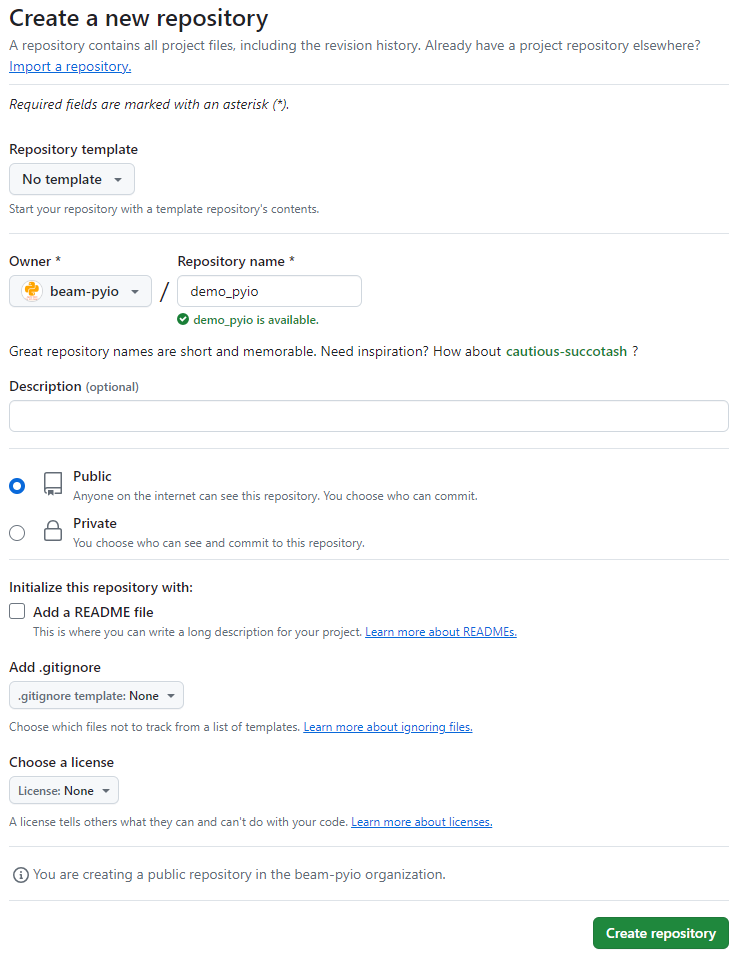 Create a new repository
A repository contains all project files, including the revision history. Already have a project repository elsewhere?
Import a repository.
Required fields are marked with an asterisk (*).
Repository template
No template
Start your repository with a template repository's contents.
Owner *
Repository name *
beam-pyio
/
demo_pyio
demo_pyio is available.
Great repository names are short and memorable. Need inspiration? How about cautious-succotash ?
Description (optional)
Public
Anyone on the internet can see this repository. You choose who can commit.
Private
You choose who can see and commit to this repository.
Initialize this repository with:
Add a README file
This is where you can write a long description for your project. Learn more about READMEs.
Add .gitignore
.gitignore template: None
Choose which files not to track from a list of templates. Learn more about ignoring files.
Choose a license
License: None
A license tells others what they can and can't do with your code. Learn more about licenses.
You are creating a public repository in the beam-pyio organization.
Create repository